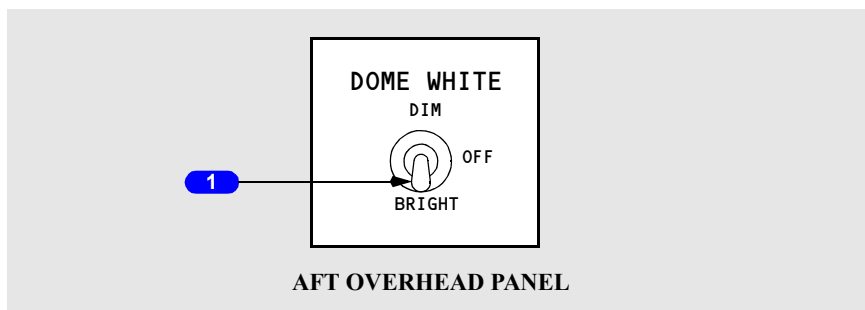 DOME WHITE
DIM
OFF
1
BRIGHT
AFT OVERHEAD PANEL